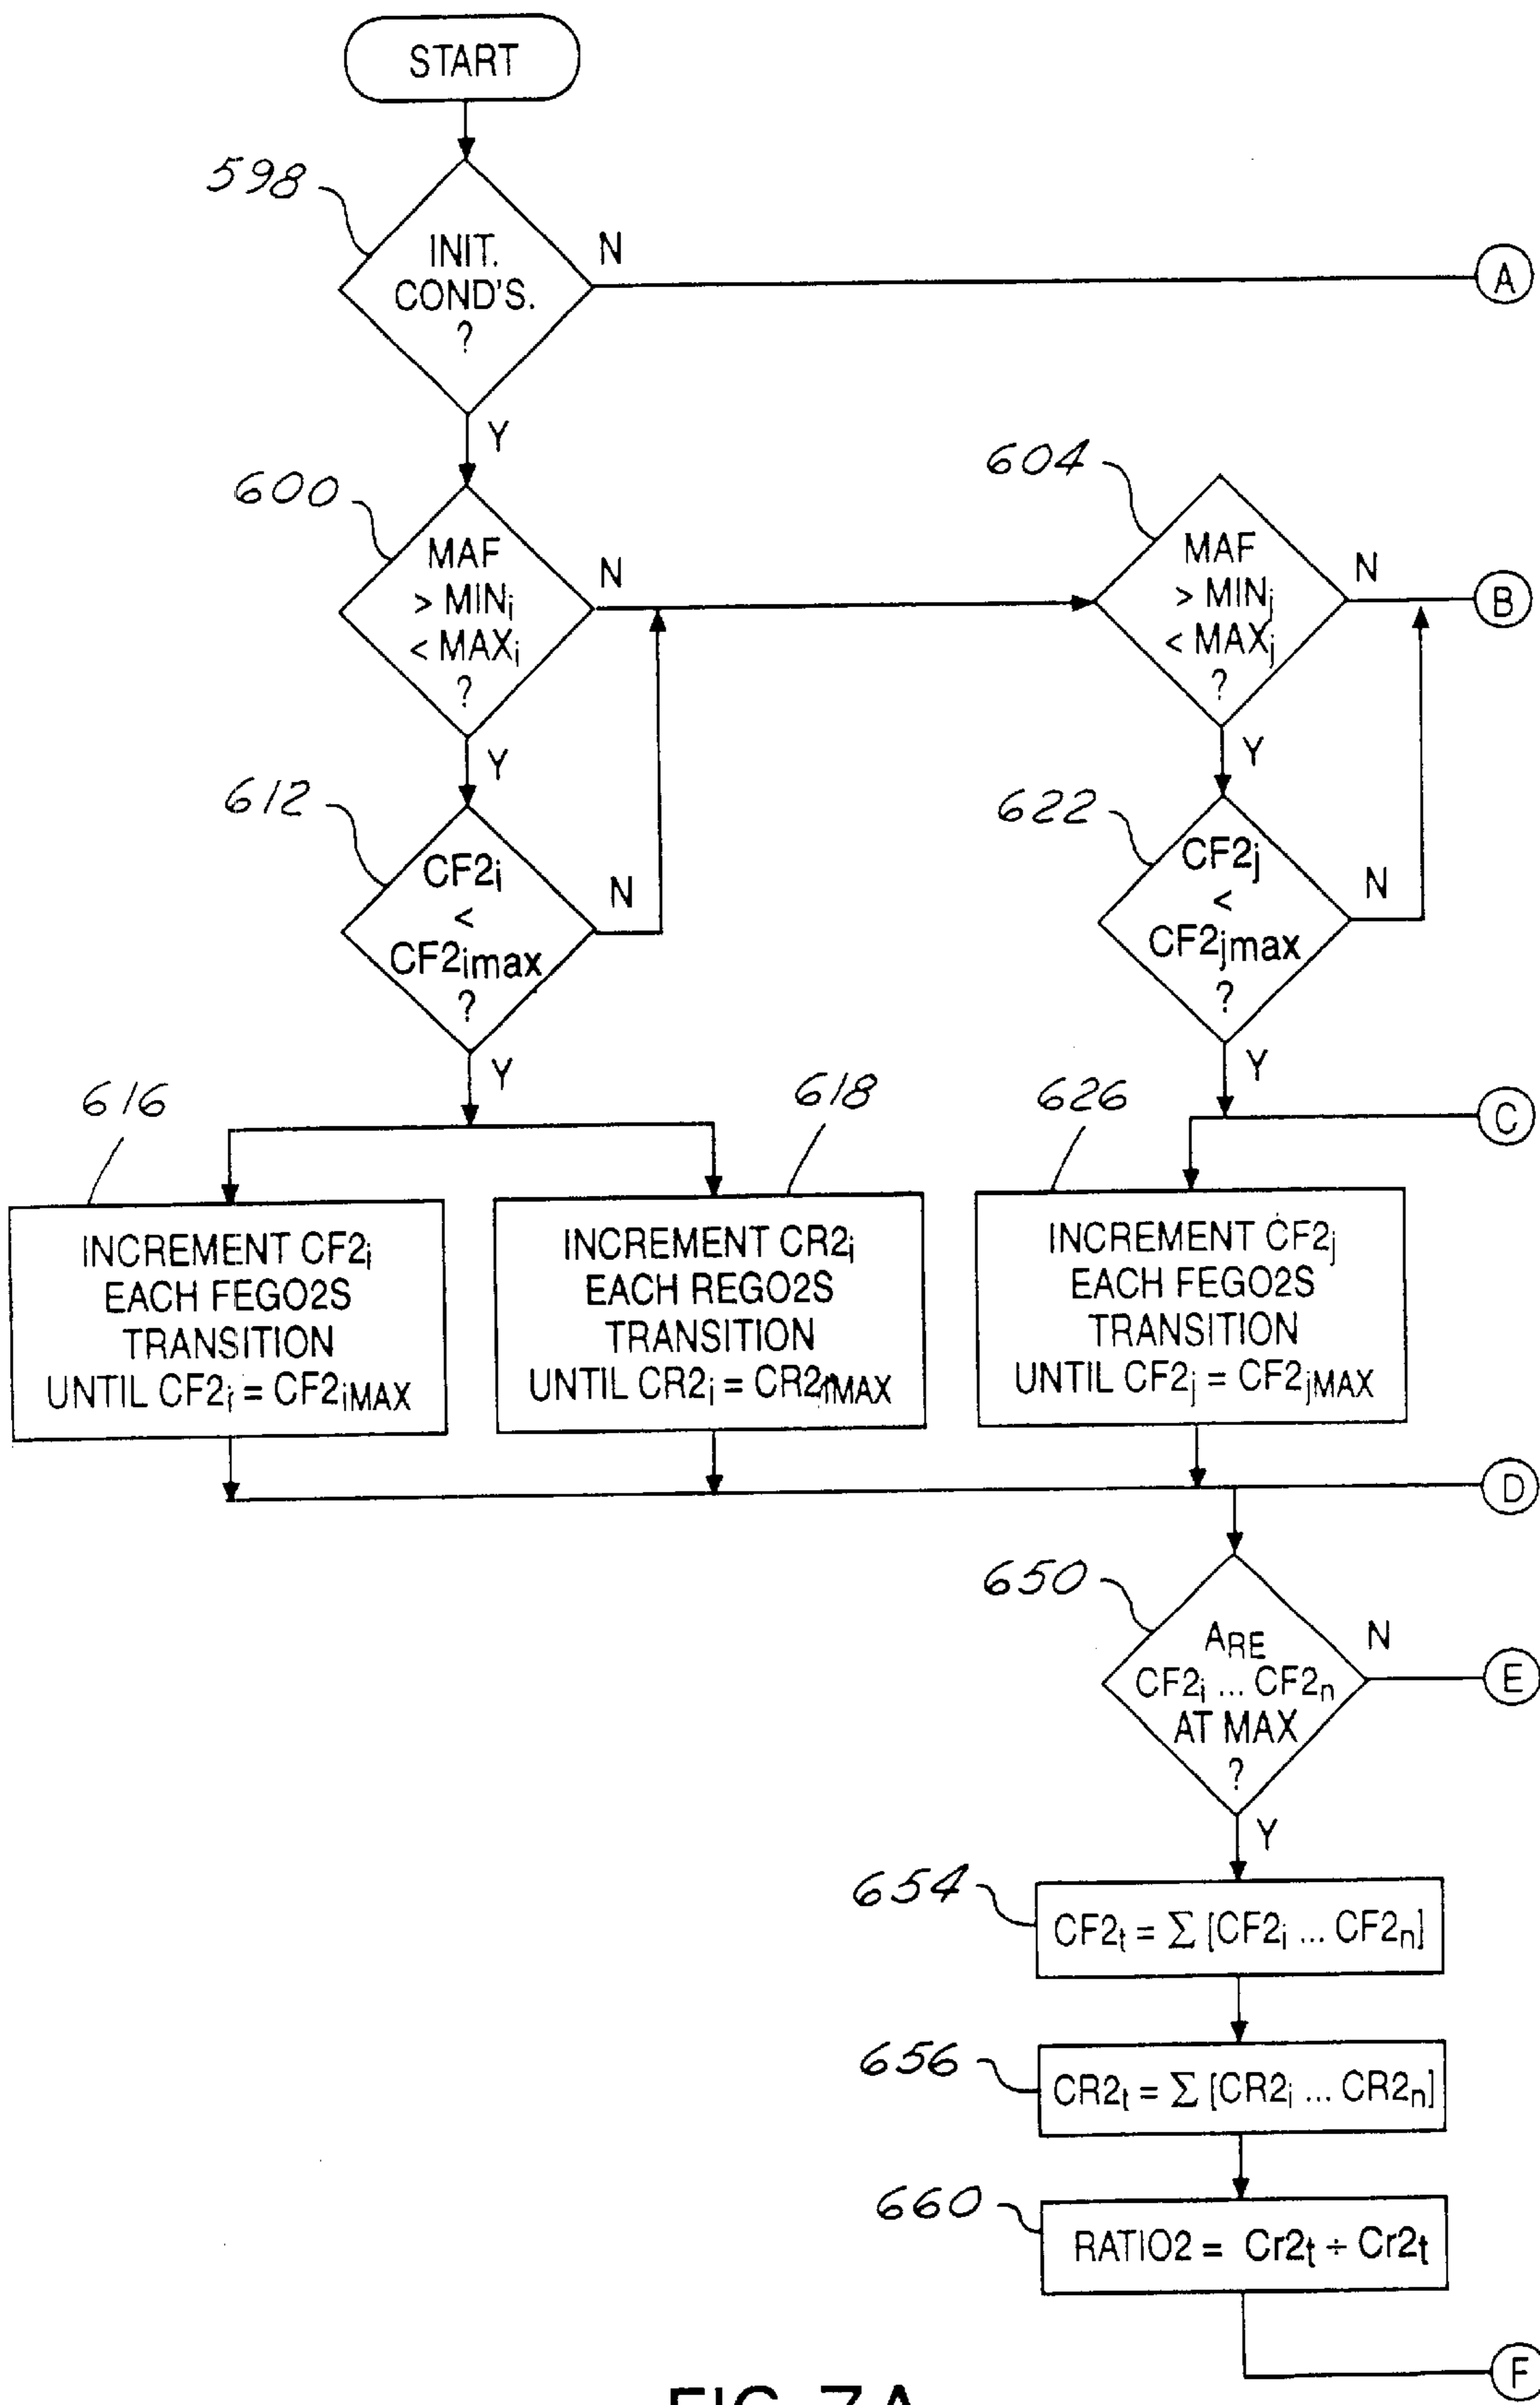 START
598
INIT.
COND'S.
?
N
A
Y
600
MAF
> MINi
< MAXi
?
N
604
MAF
> MINj
< MAXj
?
N
B
Y
Y
612
CF2i
<
CF2imax
?
N
622
CF2j
<
CF2jmax
?
N
Y
Y
C
616
INCREMENT CF2i
EACH FEGO2S
TRANSITION
UNTIL CF2i = CF2iMAX
618
INCREMENT CR2i
EACH REGO2S
TRANSITION
UNTIL CR2i = CR2iMAX
626
INCREMENT CF2j
EACH FEGO2S
TRANSITION
UNTIL CF2j = CF2jMAX
D
650
ARE
CF2i ... CF2n
AT MAX
?
N
E
Y
654
CF2t = Σ [CF2i ... CF2n]
656
CR2t = Σ [CR2i ... CR2n]
660
RATIO2 = Cr2t ÷ Cr2t
F
FIG. 7A